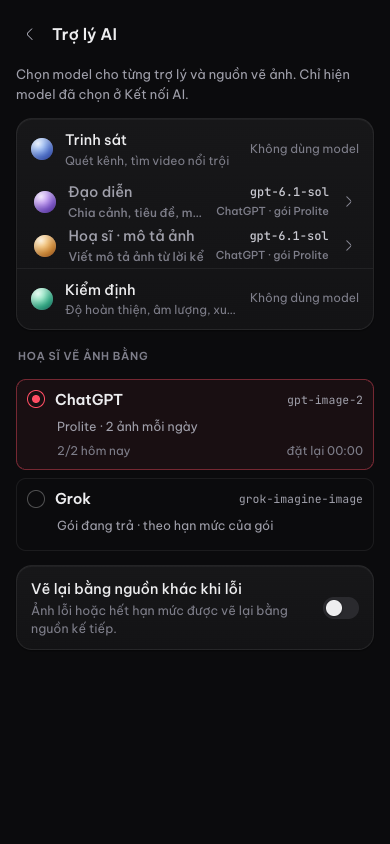 Trợ lý AI
Chọn model cho từng trợ lý và nguồn vẽ ảnh. Chỉ hiện
model đã chọn ở Kết nối AI.
Trinh sát
Không dùng model
Quét kênh, tìm video nổi trội
Đạo diễn
gpt-6.1-sol
Chia cảnh, tiêu đề, m...
ChatGPT · gói Prolite
Hoạ sĩ · mô tả ảnh
gpt-6.1-sol
Viết mô tả ảnh từ lời kể
ChatGPT · gói Prolite
Kiểm định
Không dùng model
Độ hoàn thiện, âm lượng, xu...
HOẠ SĨ VẼ ẢNH BẰNG
ChatGPT
gpt-image-2
Prolite · 2 ảnh mỗi ngày
2/2 hôm nay
đặt lại 00:00
Grok
grok-imagine-image
Gói đang trả · theo hạn mức của gói
Vẽ lại bằng nguồn khác khi lỗi
Ảnh lỗi hoặc hết hạn mức được vẽ lại bằng
nguồn kế tiếp.